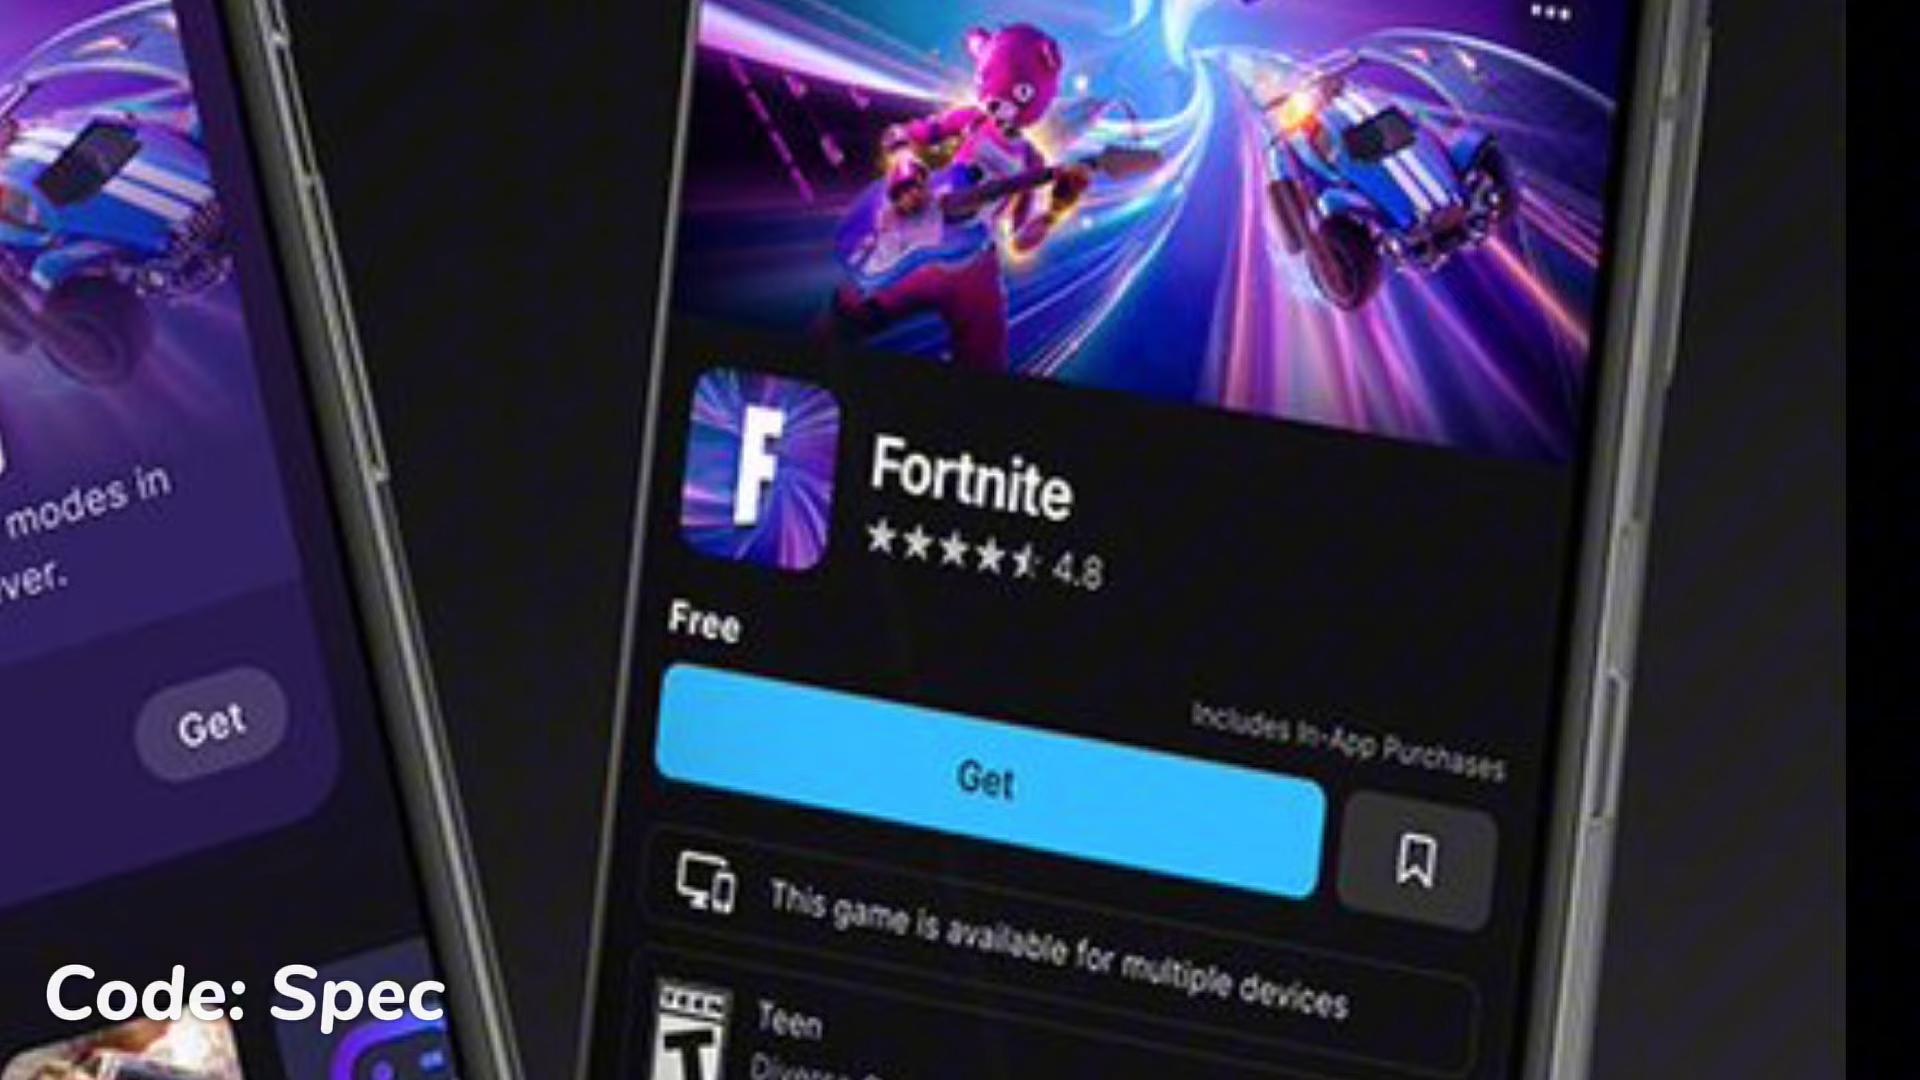 modes in
Get
Fortnite
4.8
Free
Includes In-App Purchases
Get
This game is available for multiple devices
TEEN
T
Teen
Code: Spec